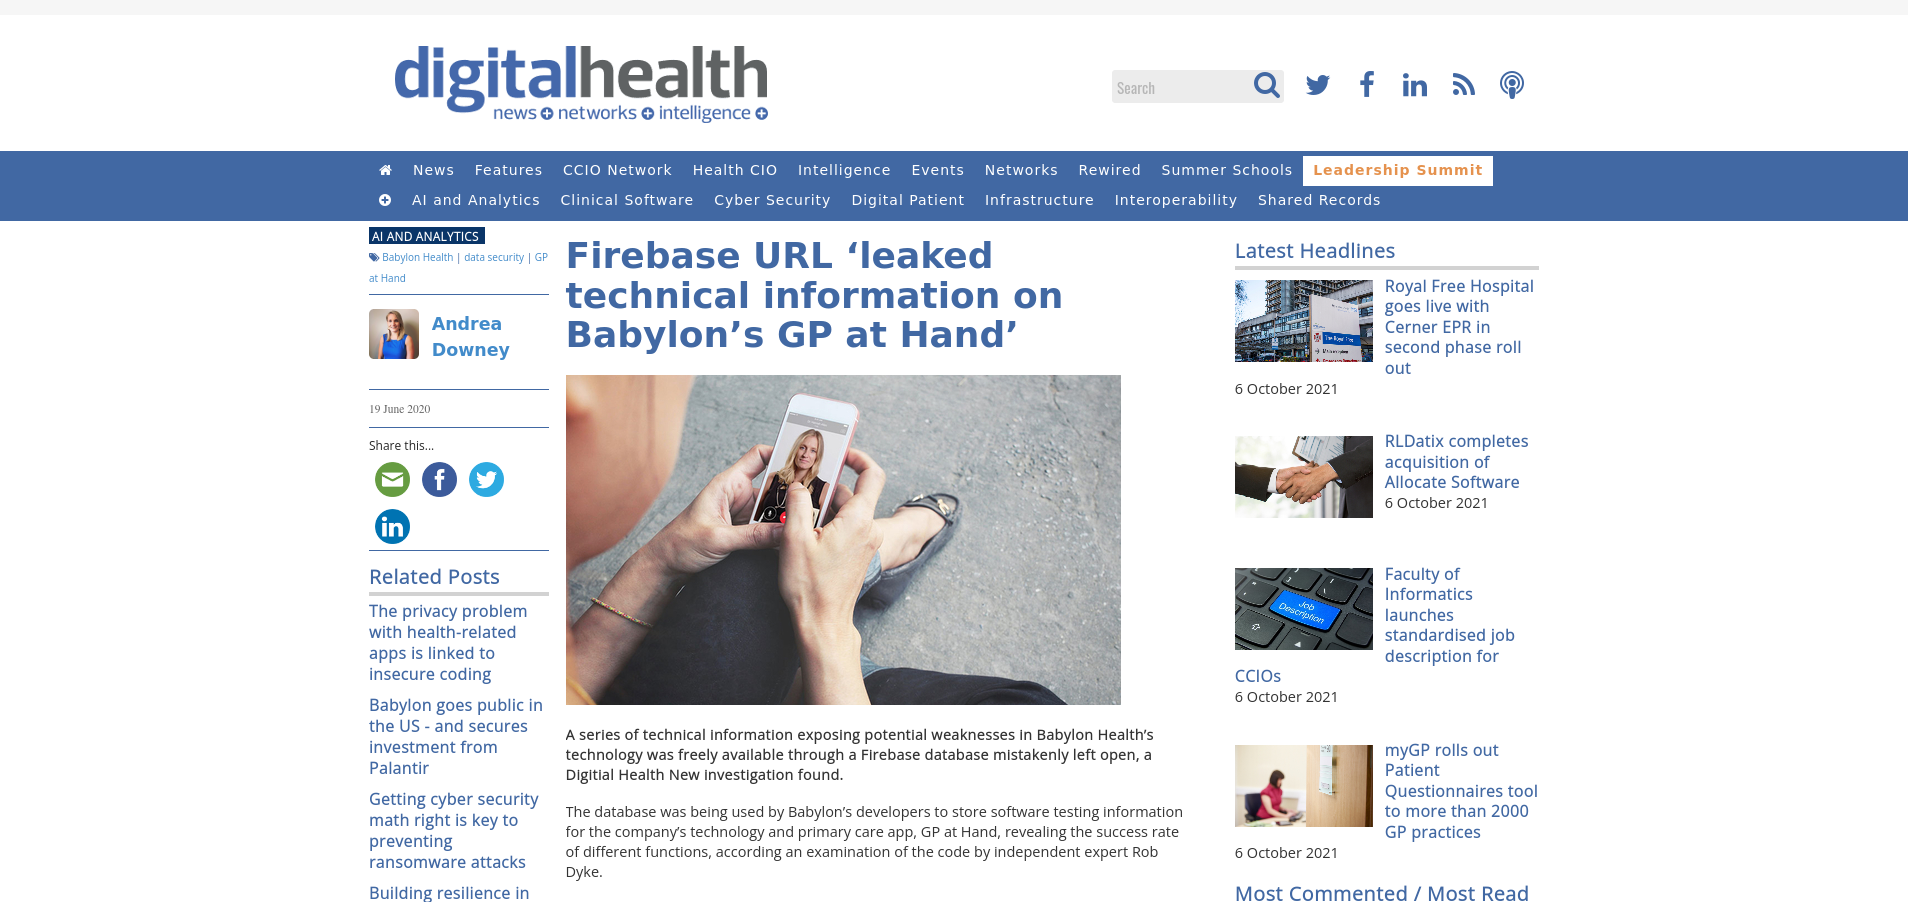 digitalhealth
news networks intelligence
Search
News Features CCIO Network Health CIO Intelligence Events Networks Rewired Summer Schools Leadership Summit
AI and Analytics Clinical Software Cyber Security Digital Patient Infrastructure Interoperability Shared Records
AI AND ANALYTICS
Babylon Health | data security | GP
at Hand
Andrea
Downey
19 June 2020
Share this...
Related Posts
The privacy problem
with health-related
apps is linked to
insecure coding
Babylon goes public in
the US - and secures
investment from
Palantir
Getting cyber security
math right is key to
preventing
ransomware attacks
Building resilience in
Firebase URL ‘leaked
technical information on
Babylon’s GP at Hand’
A series of technical information exposing potential weaknesses in Babylon Health’s
technology was freely available through a Firebase database mistakenly left open, a
Digitial Health New investigation found.
The database was being used by Babylon’s developers to store software testing information
for the company’s technology and primary care app, GP at Hand, revealing the success rate
of different functions, according an examination of the code by independent expert Rob
Dyke.
Latest Headlines
Royal Free Hospital
goes live with
Cerner EPR in
second phase roll
out
6 October 2021
RLDatix completes
acquisition of
Allocate Software
6 October 2021
Job
Description
Faculty of
Informatics
launches
standardised job
description for
CCIOs
6 October 2021
myGP rolls out
Patient
Questionnaires tool
to more than 2000
GP practices
6 October 2021
Most Commented / Most Read